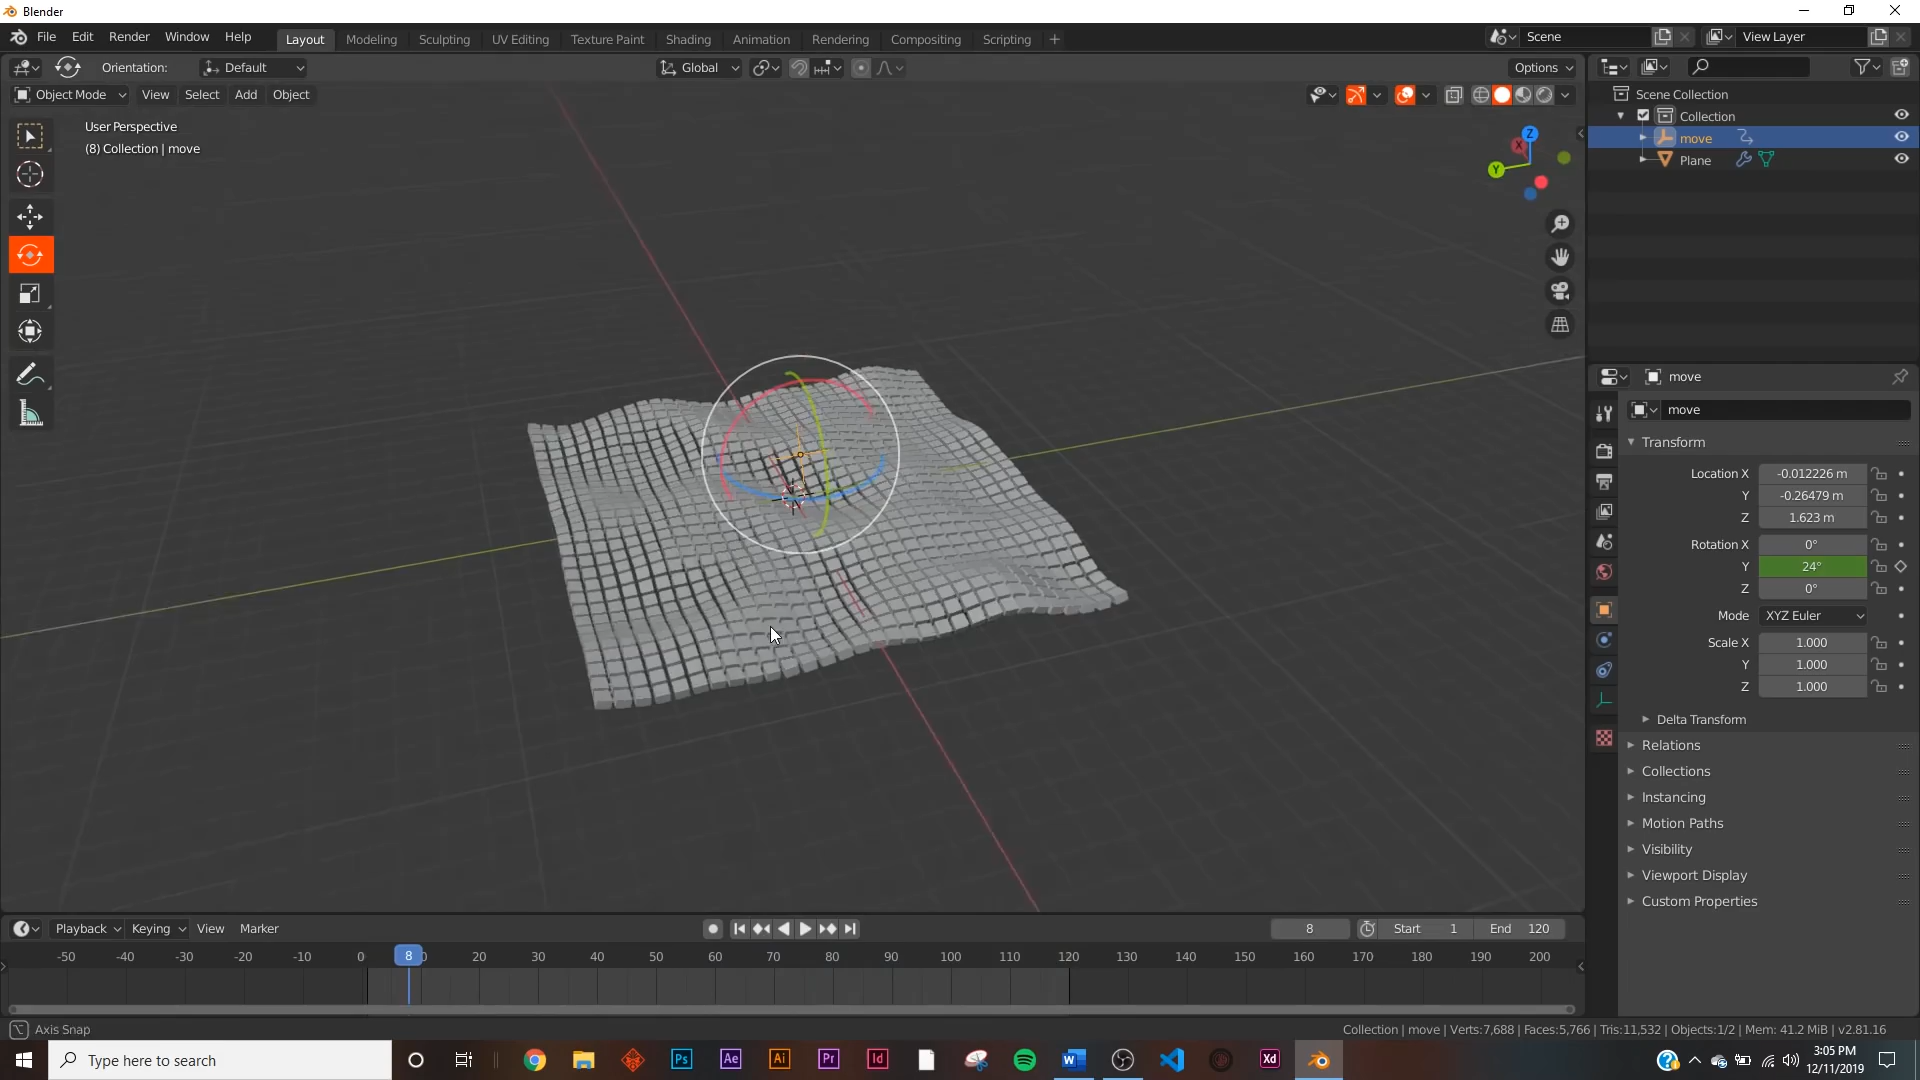 Blender
File Edit Render Window Help Layout Modeling Sculpting UV Editing Texture Paint Shading Animation Rendering Compositing Scripting + Scene View Layer
Orientation: Default Global Options
Object Mode View Select Add Object
User Perspective
(8) Collection | move
Z
X
Y
Scene Collection
Collection
move
Plane
move
move
Transform
Location X -0.012226 m
Y -0.26479 m
Z 1.623 m
Rotation X 0°
Y 24°
Z 0°
Mode XYZ Euler
Scale X 1.000
Y 1.000
Z 1.000
Delta Transform
Relations
Collections
Instancing
Motion Paths
Visibility
Viewport Display
Custom Properties
Playback Keying View Marker 8 Start 1 End 120
-50 -40 -30 -20 -10 0 8 20 30 40 50 60 70 80 90 100 110 120 130 140 150 160 170 180 190 200
Axis Snap Collection | move | Verts:7,688 | Faces:5,766 | Tris:11,532 | Objects:1/2 | Mem: 41.2 MiB | v2.81.16
Type here to search Ps Ae Ai Pr Id W Xd
3:05 PM
12/11/2019